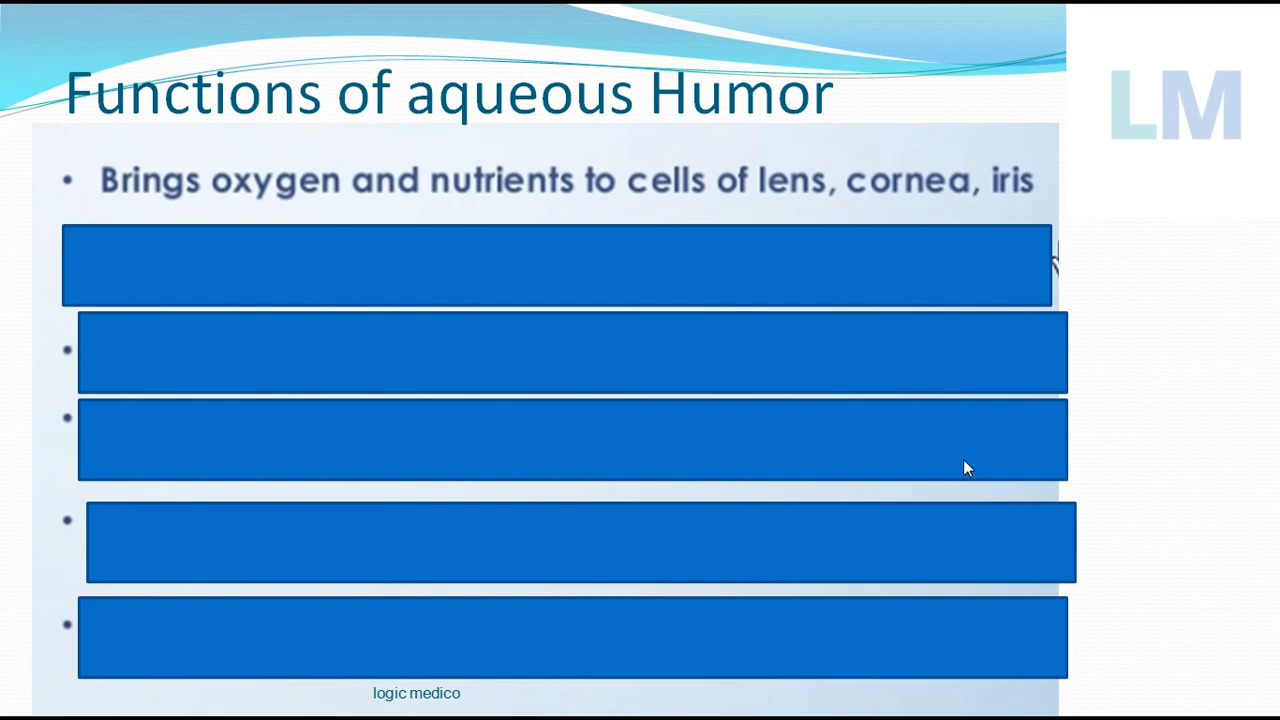 Functions of aqueous Humor
LM
• Brings oxygen and nutrients to cells of lens, cornea, iris
•
•
•
•
logic medico